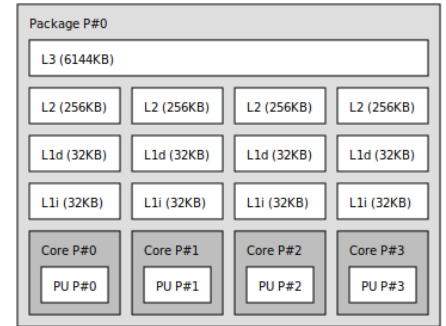 Package P#0
L3 (6144KB)
L2 (256KB) L2 (256KB) L2 (256KB) L2 (256KB)
L1d (32KB) L1d (32KB) L1d (32KB) L1d (32KB)
L1i (32KB) L1i (32KB) L1i (32KB) L1i (32KB)
Core P#0 Core P#1 Core P#2 Core P#3
PU P#0 PU P#1 PU P#2 PU P#3